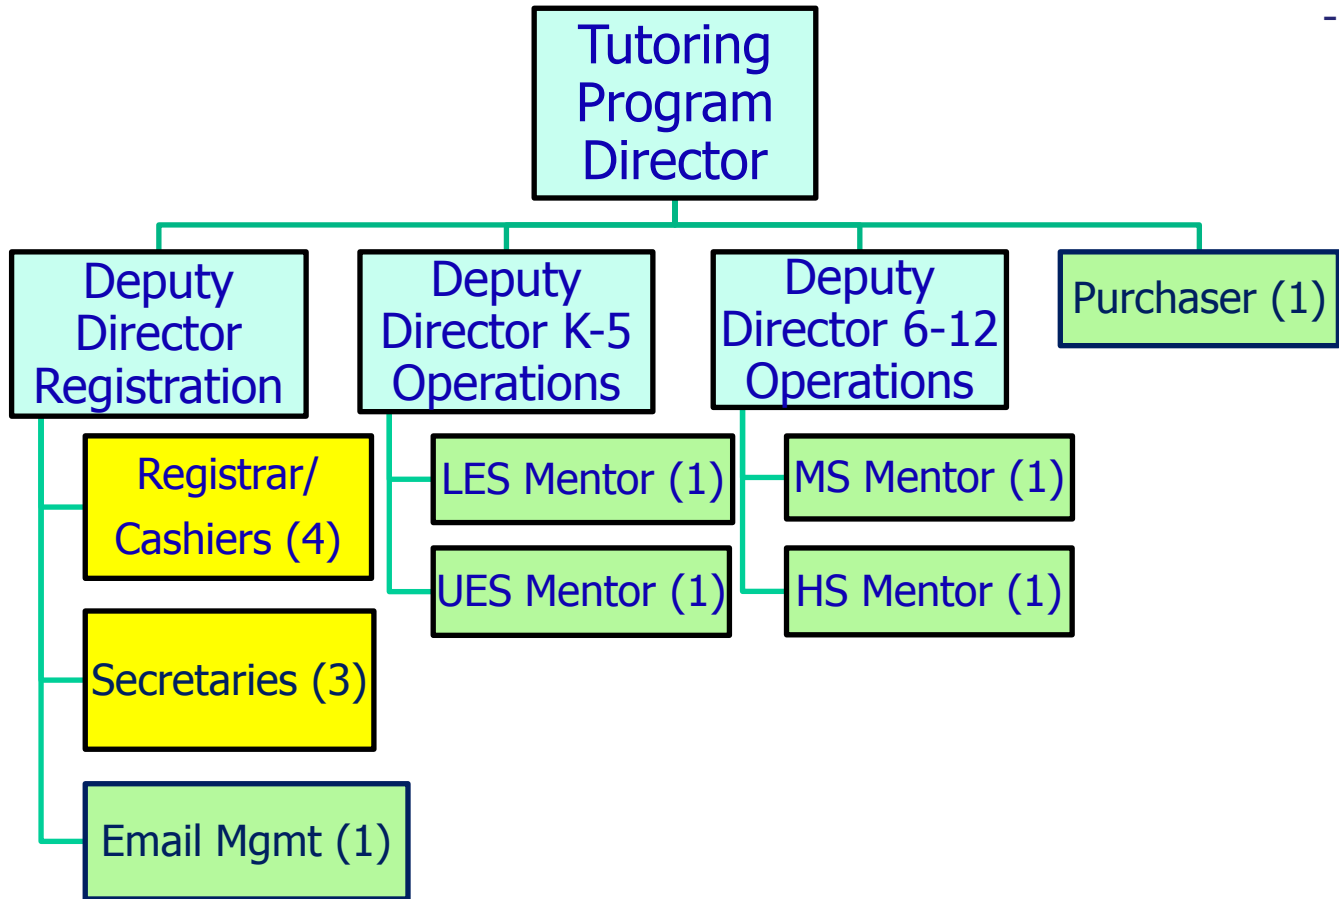 -
Tutoring
Program
Director
Deputy
Director
Registration
Deputy
Director K-5
Operations
Deputy
Director 6-12
Operations
Purchaser (1)
Registrar/
Cashiers (4)
Secretaries (3)
Email Mgmt (1)
LES Mentor (1)
UES Mentor (1)
MS Mentor (1)
HS Mentor (1)